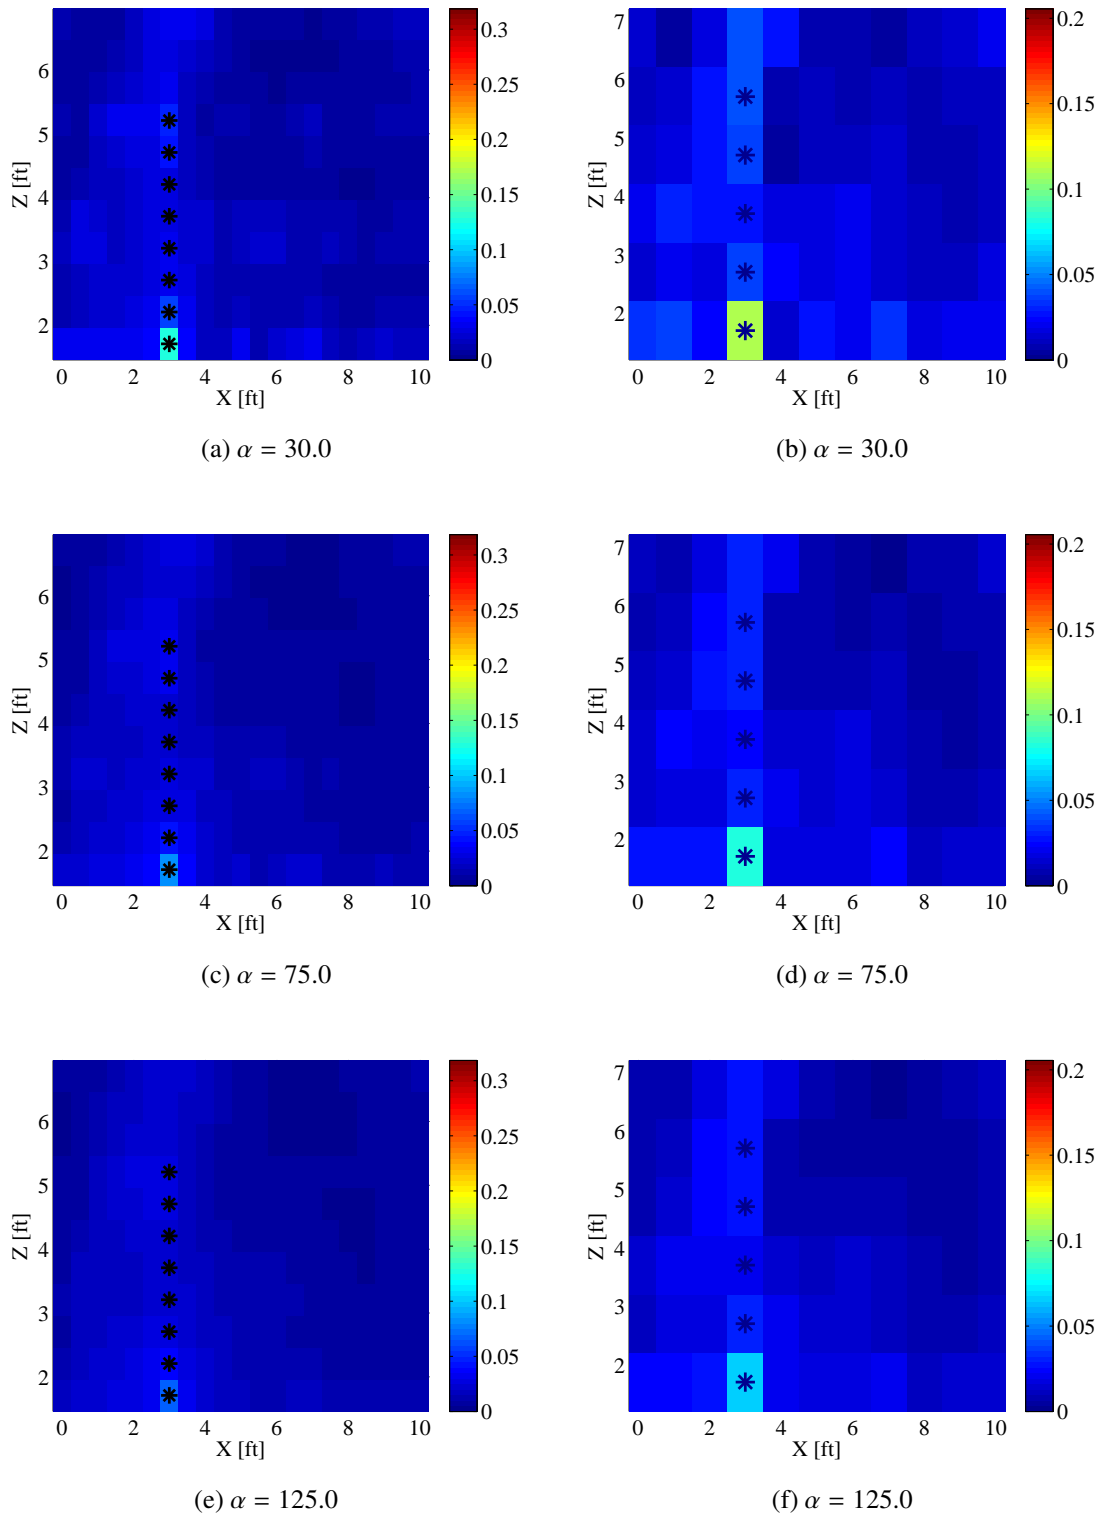 6
5
4
3
2
Z [ft]
0 2 4 6 8 10
X [ft]
0.3
0.25
0.2
0.15
0.1
0.05
0
(a) α = 30.0
7
6
5
4
3
2
Z [ft]
0 2 4 6 8 10
X [ft]
0.2
0.15
0.1
0.05
0
(b) α = 30.0
6
5
4
3
2
Z [ft]
0 2 4 6 8 10
X [ft]
0.3
0.25
0.2
0.15
0.1
0.05
0
(c) α = 75.0
7
6
5
4
3
2
Z [ft]
0 2 4 6 8 10
X [ft]
0.2
0.15
0.1
0.05
0
(d) α = 75.0
6
5
4
3
2
Z [ft]
0 2 4 6 8 10
X [ft]
0.3
0.25
0.2
0.15
0.1
0.05
0
(e) α = 125.0
7
6
5
4
3
2
Z [ft]
0 2 4 6 8 10
X [ft]
0.2
0.15
0.1
0.05
0
(f) α = 125.0